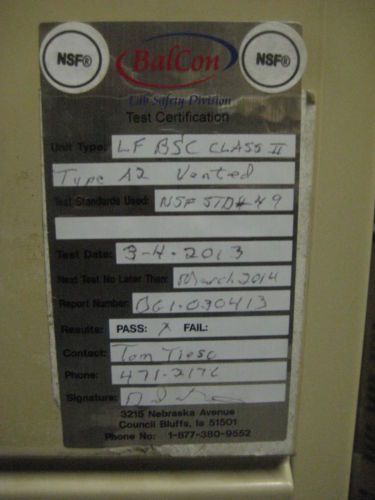 NSF® BalCon NSF®
Lab Safety Division
Test Certification
Unit Type: LF BSC CLASS II
Type A2 Vented
Test Standards Used: NSF STD# 49
Test Date: 3-4-2013
Next Test No Later Than: March 2014
Report Number: BG1-030413
Results: PASS: X FAIL:
Contact: Tom
Phone: 471-2176
Signature:
3215 Nebraska Avenue
Council Bluffs, Ia 51501
Phone No: 1-877-380-9552